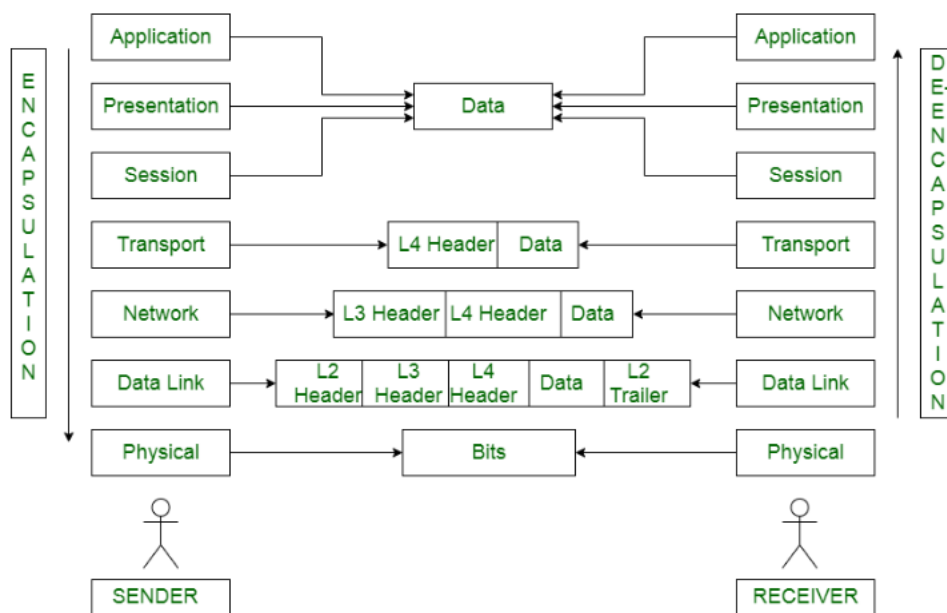 ENCAPSULATION
Application
Data
Application
DE-ENCAPSULATION
Presentation
Presentation
Session
Session
Transport
L4 Header
Data
Transport
Network
L3 Header
L4 Header
Data
Network
Data Link
L2
Header
L3
Header
L4
Header
Data
L2
Trailer
Data Link
Physical
Bits
Physical
SENDER
RECEIVER